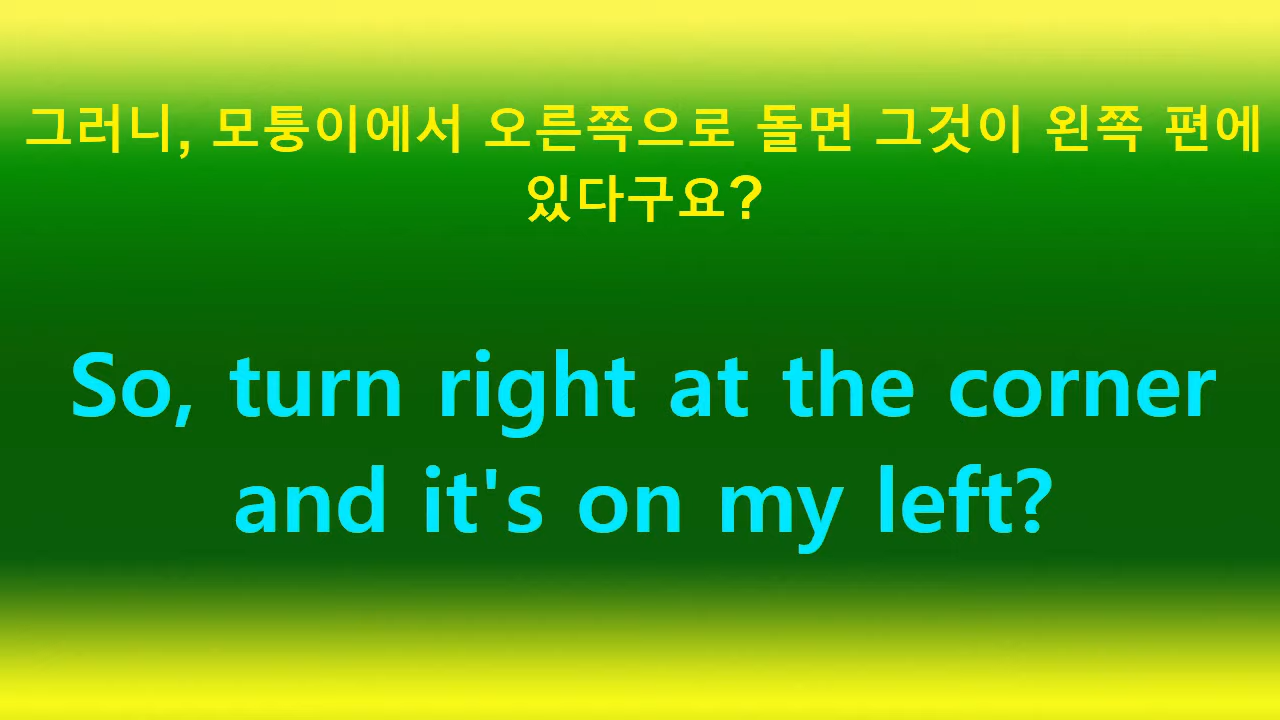 그러니, 모퉁이에서 오른쪽으로 돌면 그것이 왼쪽 편에
있다구요?
So, turn right at the corner
and it's on my left?